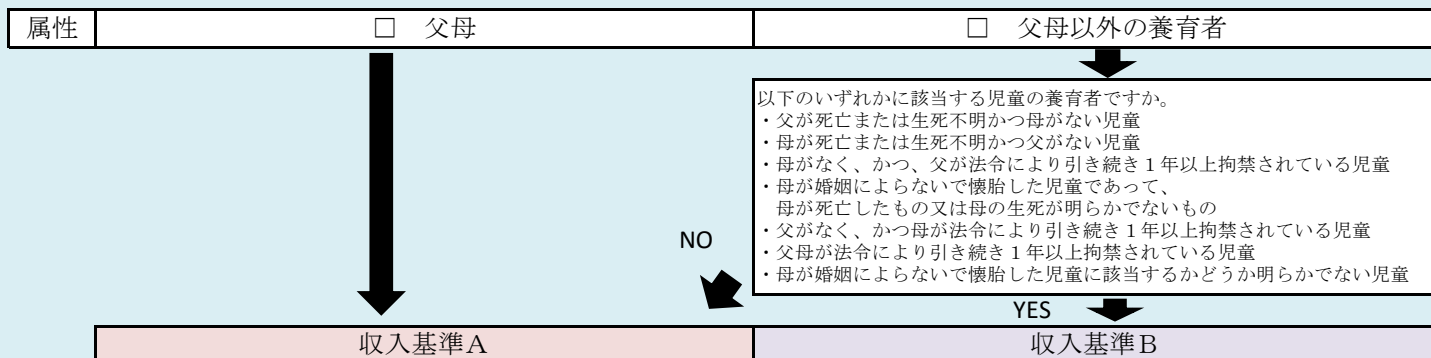 属性 □ 父母 □ 父母以外の養育者
以下のいずれかに該当する児童の養育者ですか。
・父が死亡または生死不明かつ母がない児童
・母が死亡または生死不明かつ父がない児童
・母がなく、かつ、父が法令により引き続き１年以上拘禁されている児童
・母が婚姻によらないで懐胎した児童であって、
母が死亡したもの又は母の生死が明らかでないもの
・父がなく、かつ母が法令により引き続き１年以上拘禁されている児童
・父母が法令により引き続き１年以上拘禁されている児童
・母が婚姻によらないで懐胎した児童に該当するかどうか明らかでない児童
NO
YES
収入基準A 収入基準B